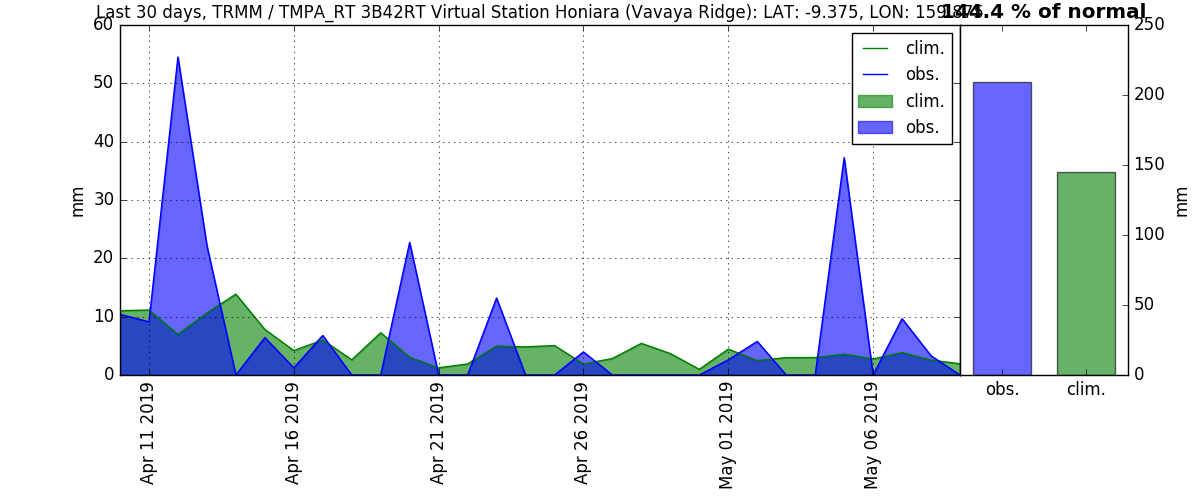 Last 30 days, TRMM / TMPA_RT 3B42RT Virtual Station Honiara (Vavaya Ridge): LAT: -9.375, LON: 159.875
144.4 % of normal
60
50
40
30
20
10
0
mm
clim.
obs.
clim.
obs.
250
200
150
100
50
0
mm
obs.
clim.
Apr 11 2019
Apr 16 2019
Apr 21 2019
Apr 26 2019
May 01 2019
May 06 2019